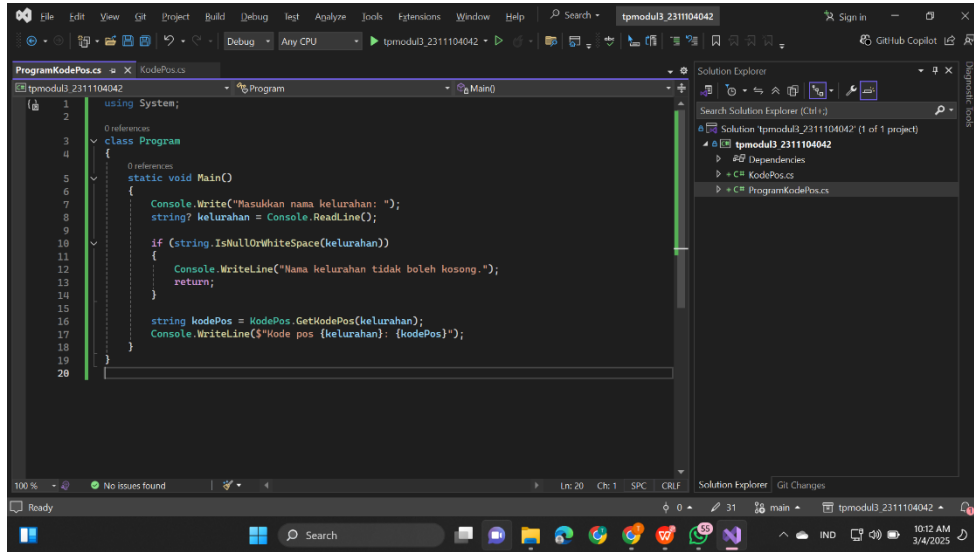 File Edit View Git Project Build Debug Test Analyze Tools Extensions Window Help Search tpmodul3_2311104042 Sign in
Debug Any CPU tpmodul3_2311104042 GitHub Copilot
ProgramKodePos.cs KodePos.cs
tpmodul3_2311104042 Program Main()
1 using System;
2
0 references
3 class Program
4 {
0 references
5 static void Main()
6 {
7 Console.Write("Masukkan nama kelurahan: ");
8 string? kelurahan = Console.ReadLine();
9
10 if (string.IsNullOrWhiteSpace(kelurahan))
11 {
12 Console.WriteLine("Nama kelurahan tidak boleh kosong.");
13 return;
14 }
15
16 string kodePos = KodePos.GetKodePos(kelurahan);
17 Console.WriteLine($"Kode pos {kelurahan}: {kodePos}");
18 }
19 }
20
100 % No issues found Ln: 20 Ch: 1 SPC CRLF
Solution Explorer
Search Solution Explorer (Ctrl+;)
Solution 'tpmodul3_2311104042' (1 of 1 project)
tpmodul3_2311104042
Dependencies
C# KodePos.cs
C# ProgramKodePos.cs
Solution Explorer Git Changes
Diagnostic Tools
Ready 0 31 main tpmodul3_2311104042
Search 55 IND 10:12 AM
3/4/2025